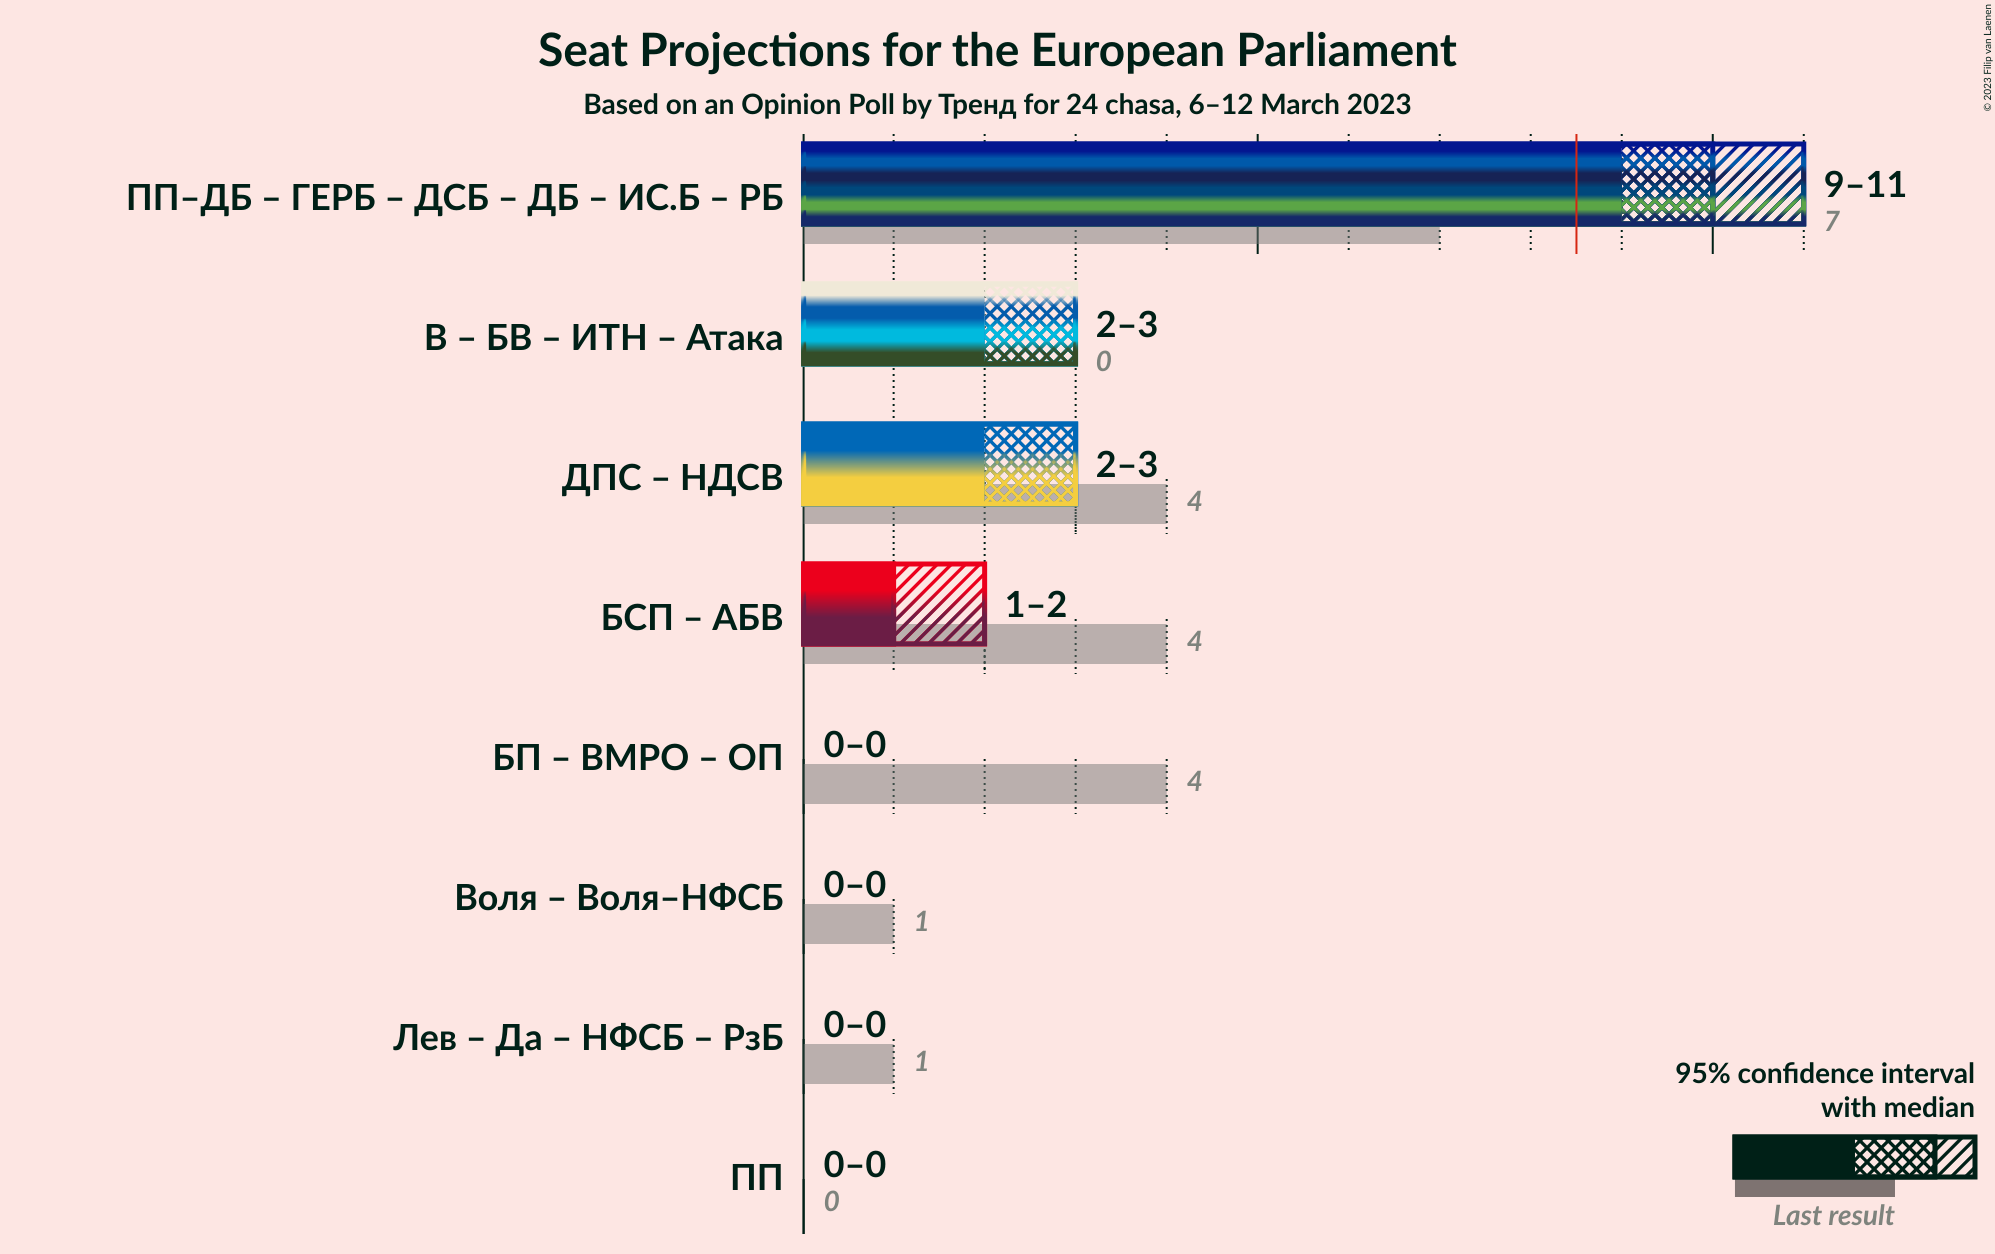 Seat Projections for the European Parliament
Based on an Opinion Poll by Тренд for 24 chasa, 6–12 March 2023
© 2023 Filip van Laenen
ПП–ДБ – ГЕРБ – ДСБ – ДБ – ИС.Б – РБ
9–11
7
В – БВ – ИТН – Атака
2–3
0
ДПС – НДСВ
2–3
4
БСП – АБВ
1–2
4
БП – ВМРО – ОП
0–0
4
Воля – Воля–НФСБ
0–0
1
Лев – Да – НФСБ – РзБ
0–0
1
ПП
0–0
0
95% confidence interval
with median
Last result